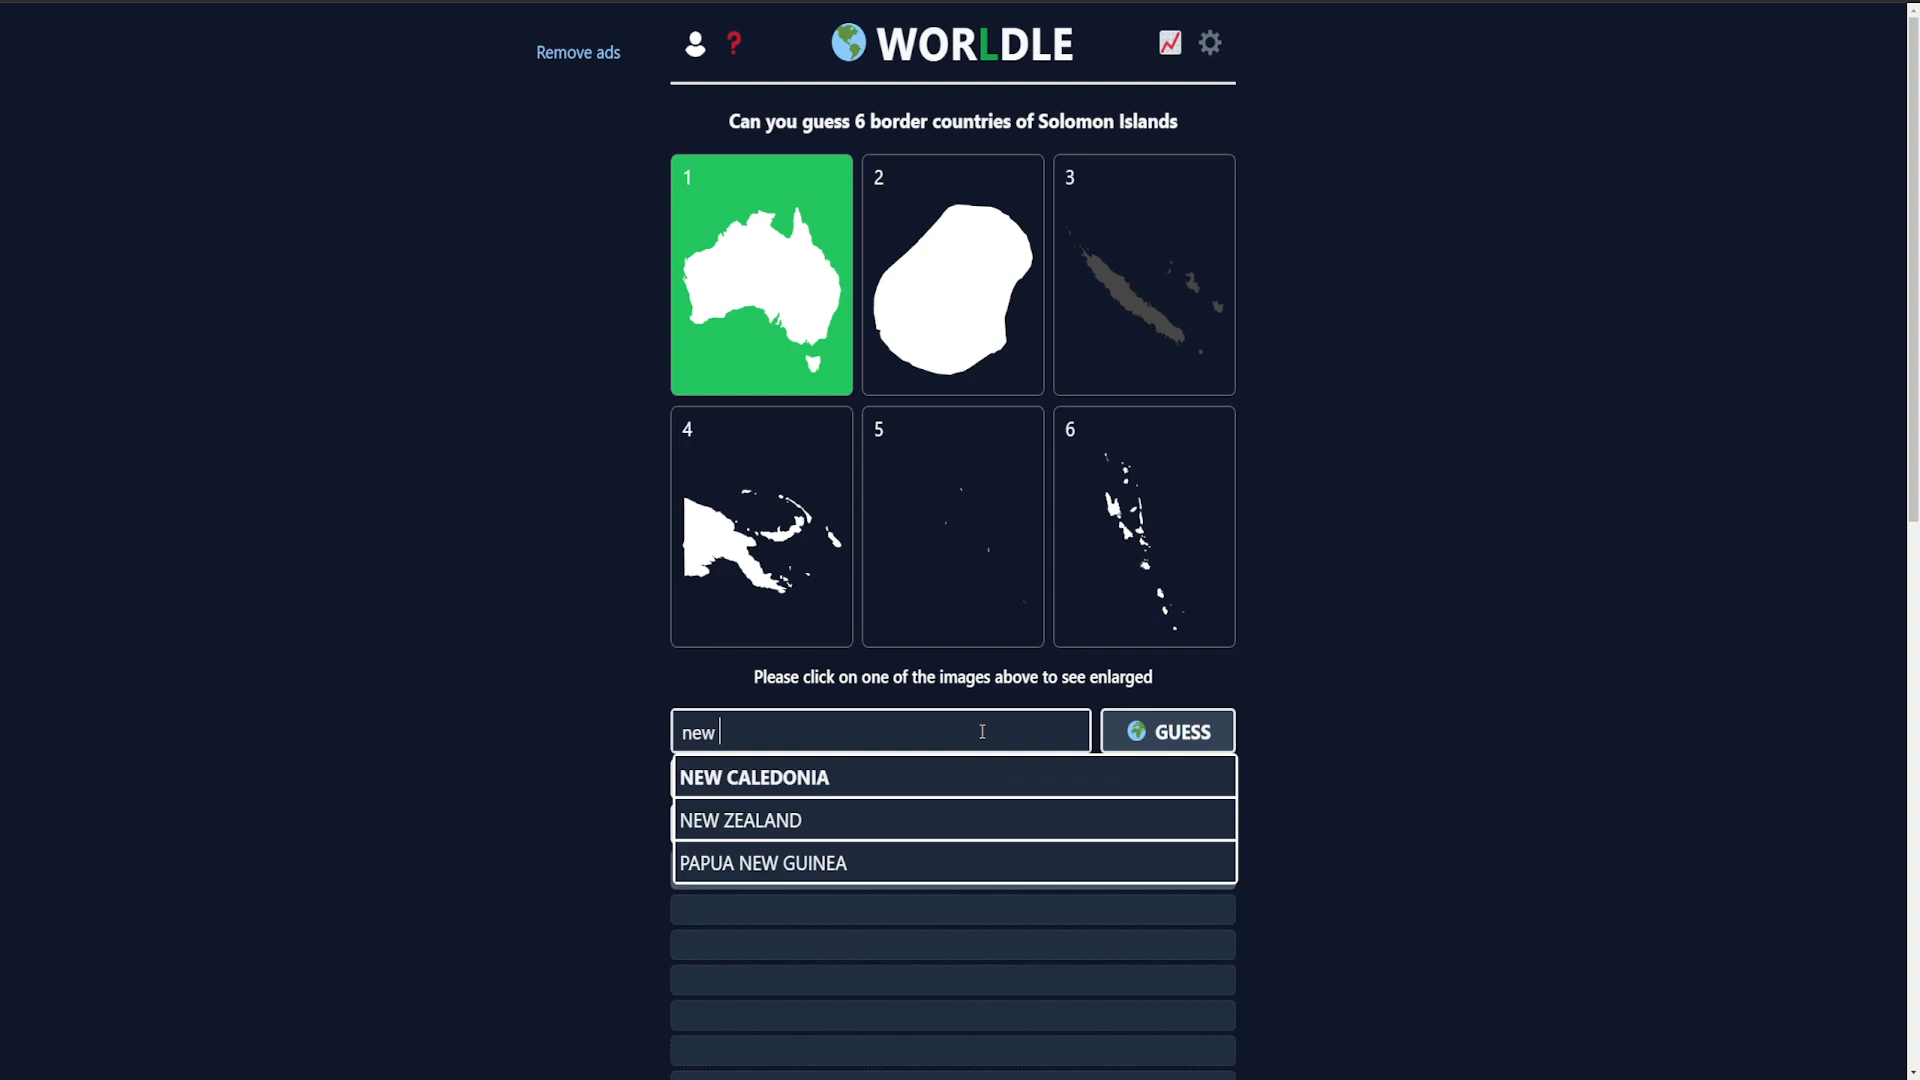 Remove ads
?
WORLDLE
Can you guess 6 border countries of Solomon Islands
1
2
3
4
5
6
Please click on one of the images above to see enlarged
new
GUESS
NEW CALEDONIA
NEW ZEALAND
PAPUA NEW GUINEA